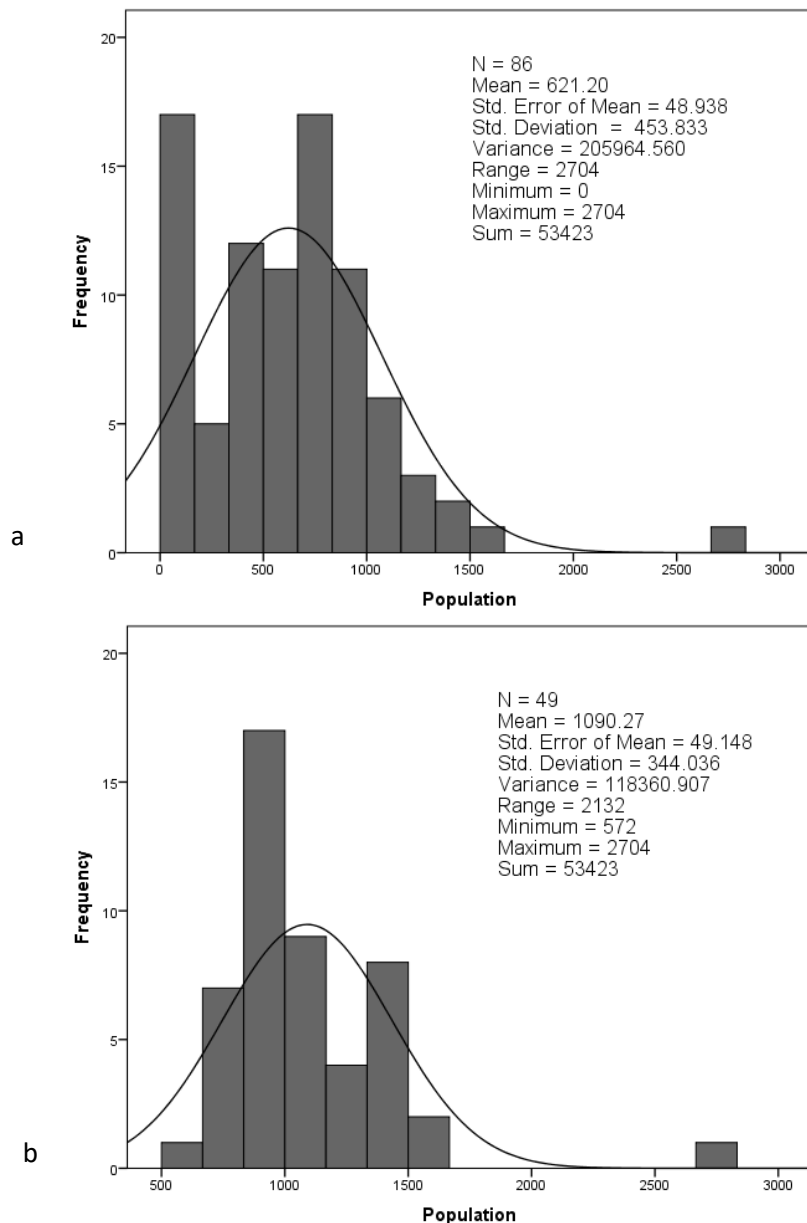 20
15
10
5
0
Frequency
N = 86
Mean = 621.20
Std. Error of Mean = 48.938
Std. Deviation = 453.833
Variance = 205964.560
Range = 2704
Minimum = 0
Maximum = 2704
Sum = 53423
a
0 500 1000 1500 2000 2500 3000
Population
20
15
10
5
0
Frequency
N = 49
Mean = 1090.27
Std. Error of Mean = 49.148
Std. Deviation = 344.036
Variance = 118360.907
Range = 2132
Minimum = 572
Maximum = 2704
Sum = 53423
b
500 1000 1500 2000 2500 3000
Population